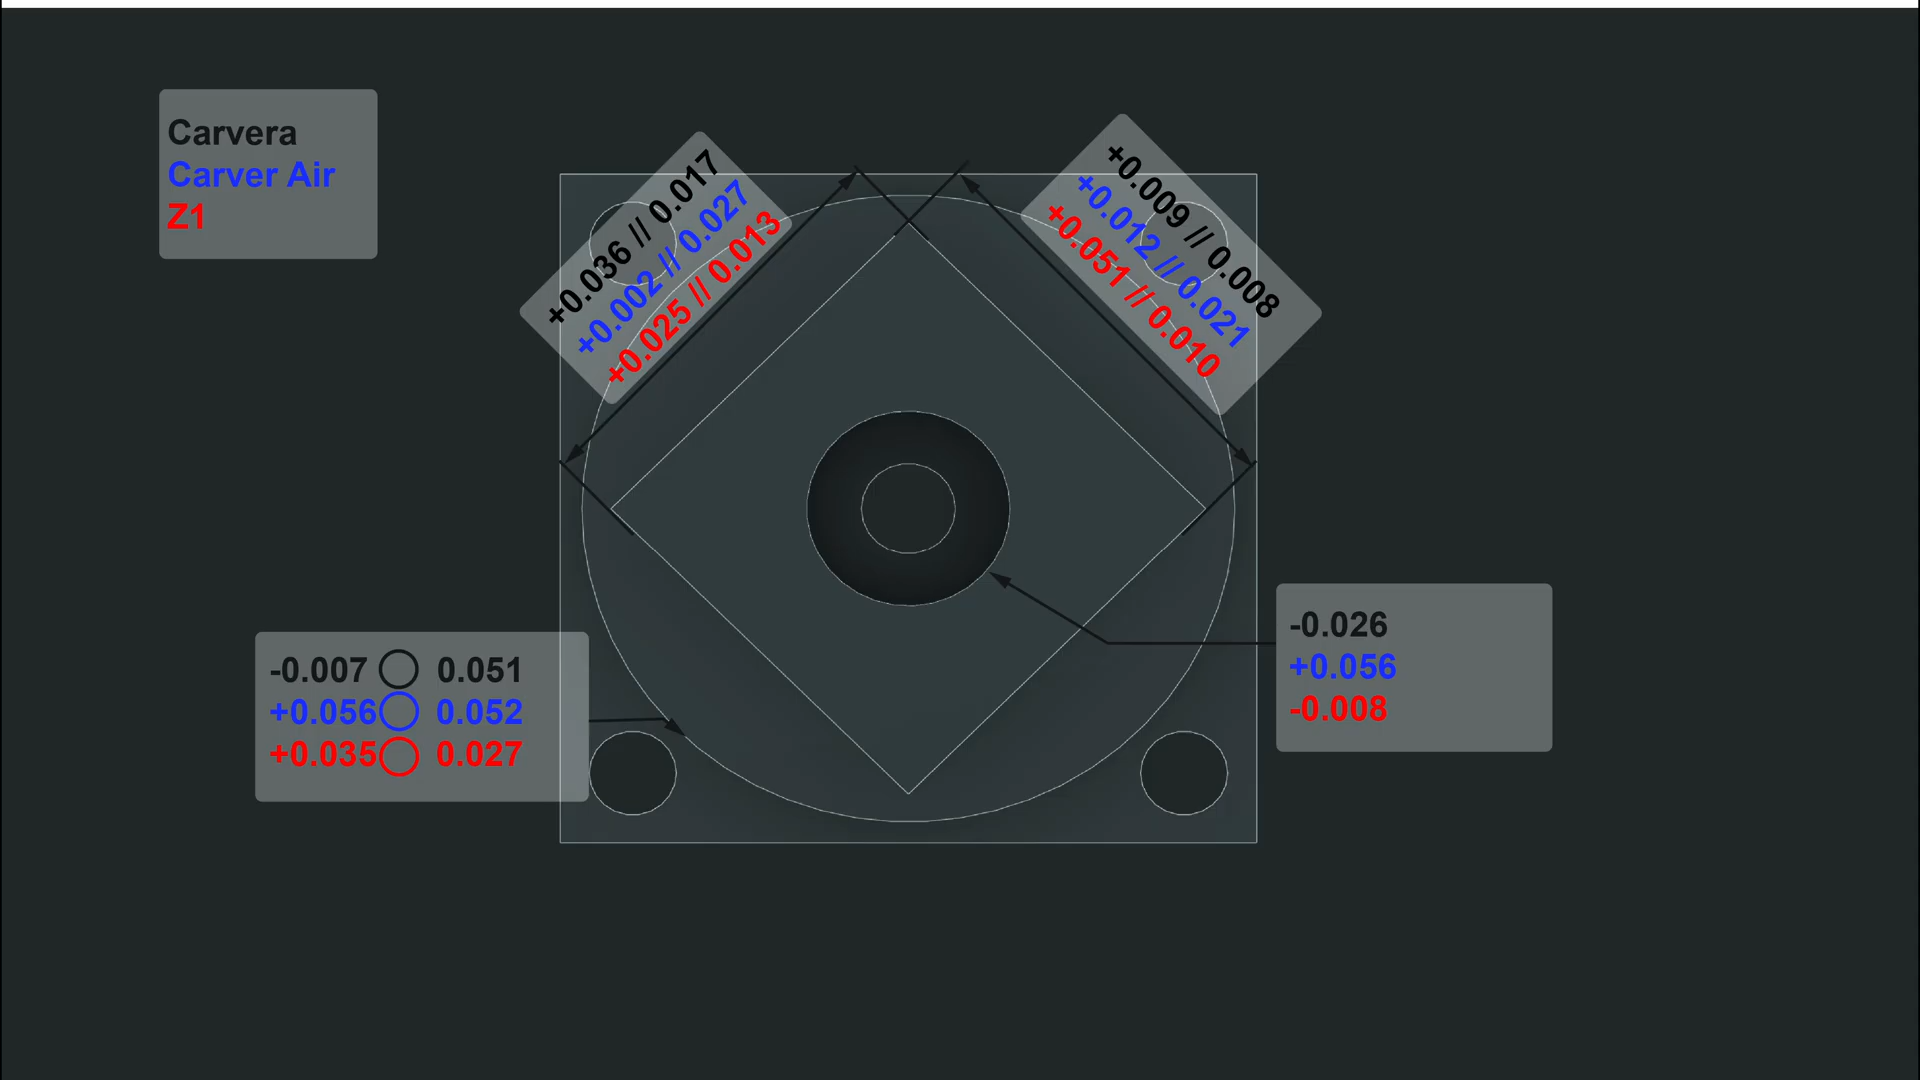 Carvera
Carver Air
Z1
+0.036 // 0.017
+0.002 // 0.027
+0.025 // 0.013
+0.009 // 0.008
+0.012 // 0.021
+0.051 // 0.010
-0.026
+0.056
-0.008
-0.007 ◯ 0.051
+0.056 ◯ 0.052
+0.035 ◯ 0.027